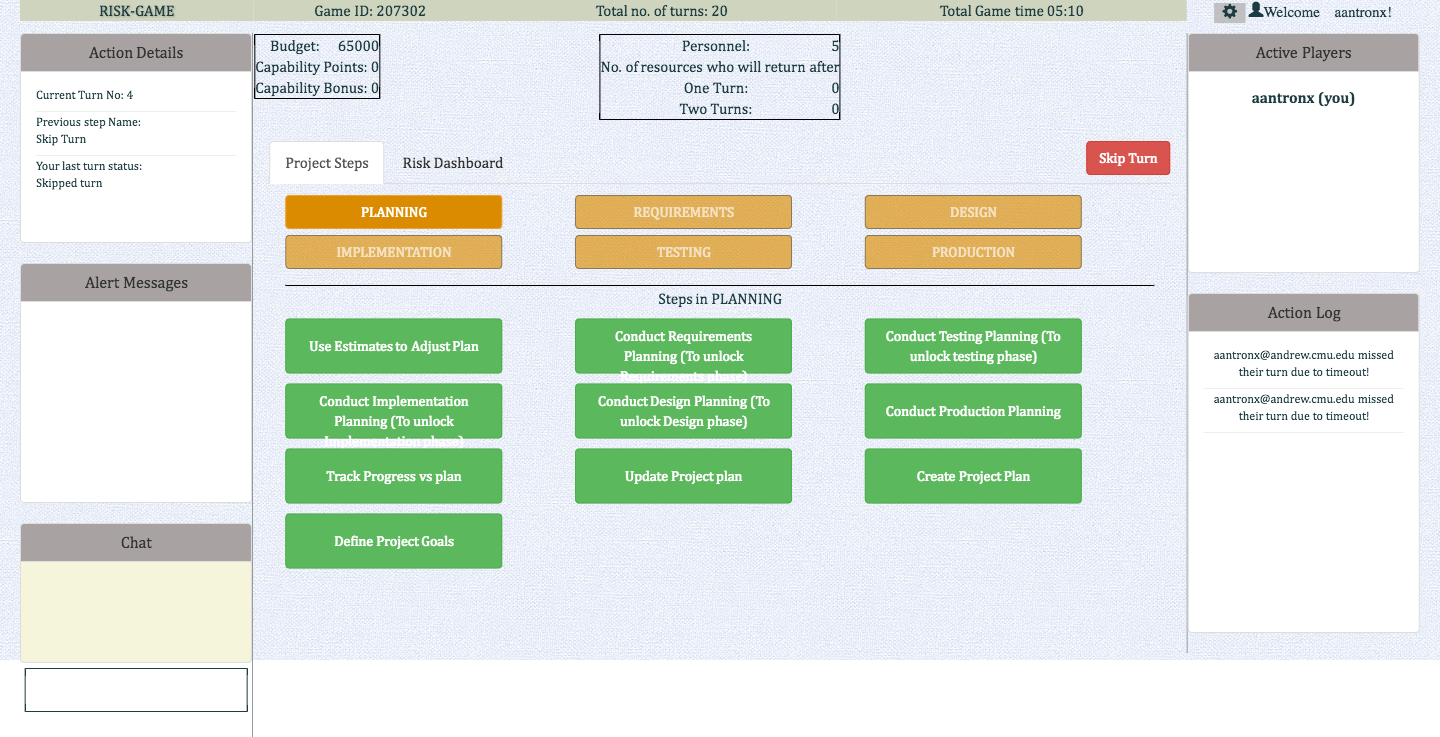 RISK-GAME
Game ID: 207302
Total no. of turns: 20
Total Game time 05:10
Welcome aantronx!
Action Details
Current Turn No: 4
Previous step Name:
Skip Turn
Your last turn status:
Skipped turn
Alert Messages
Chat
Budget: 65000
Capability Points: 0
Capability Bonus: 0
Personnel: 5
No. of resources who will return after
One Turn: 0
Two Turns: 0
Project Steps
Risk Dashboard
Skip Turn
PLANNING
REQUIREMENTS
DESIGN
IMPLEMENTATION
TESTING
PRODUCTION
Steps in PLANNING
Use Estimates to Adjust Plan
Conduct Requirements
Planning (To unlock
Requirements phase)
Conduct Testing Planning (To
unlock testing phase)
Conduct Implementation
Planning (To unlock
Implementation phase)
Conduct Design Planning (To
unlock Design phase)
Conduct Production Planning
Track Progress vs plan
Update Project plan
Create Project Plan
Define Project Goals
Active Players
aantronx (you)
Action Log
aantronx@andrew.cmu.edu missed
their turn due to timeout!
aantronx@andrew.cmu.edu missed
their turn due to timeout!